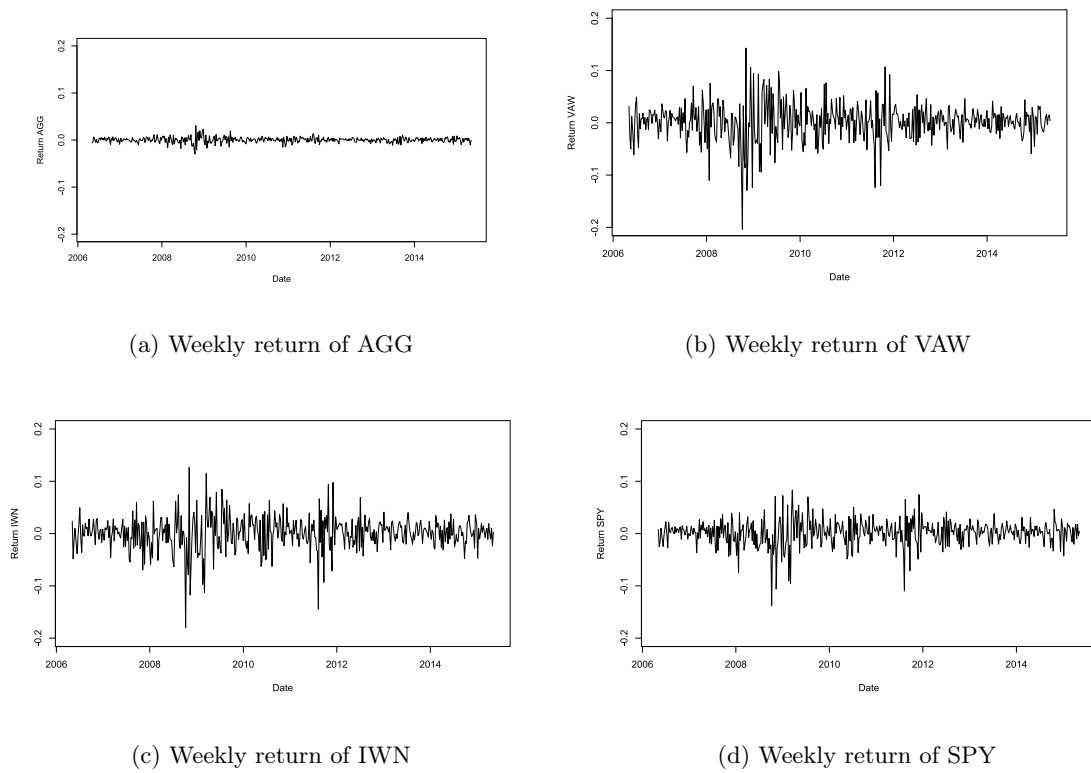 0.2
0.1
0.0
-0.1
-0.2
Return AGG
2006 2008 2010 2012 2014
Date
(a) Weekly return of AGG
0.2
0.1
0.0
-0.1
-0.2
Return VAW
2006 2008 2010 2012 2014
Date
(b) Weekly return of VAW
0.2
0.1
0.0
-0.1
-0.2
Return IWN
2006 2008 2010 2012 2014
Date
(c) Weekly return of IWN
0.2
0.1
0.0
-0.1
-0.2
Return SPY
2006 2008 2010 2012 2014
Date
(d) Weekly return of SPY